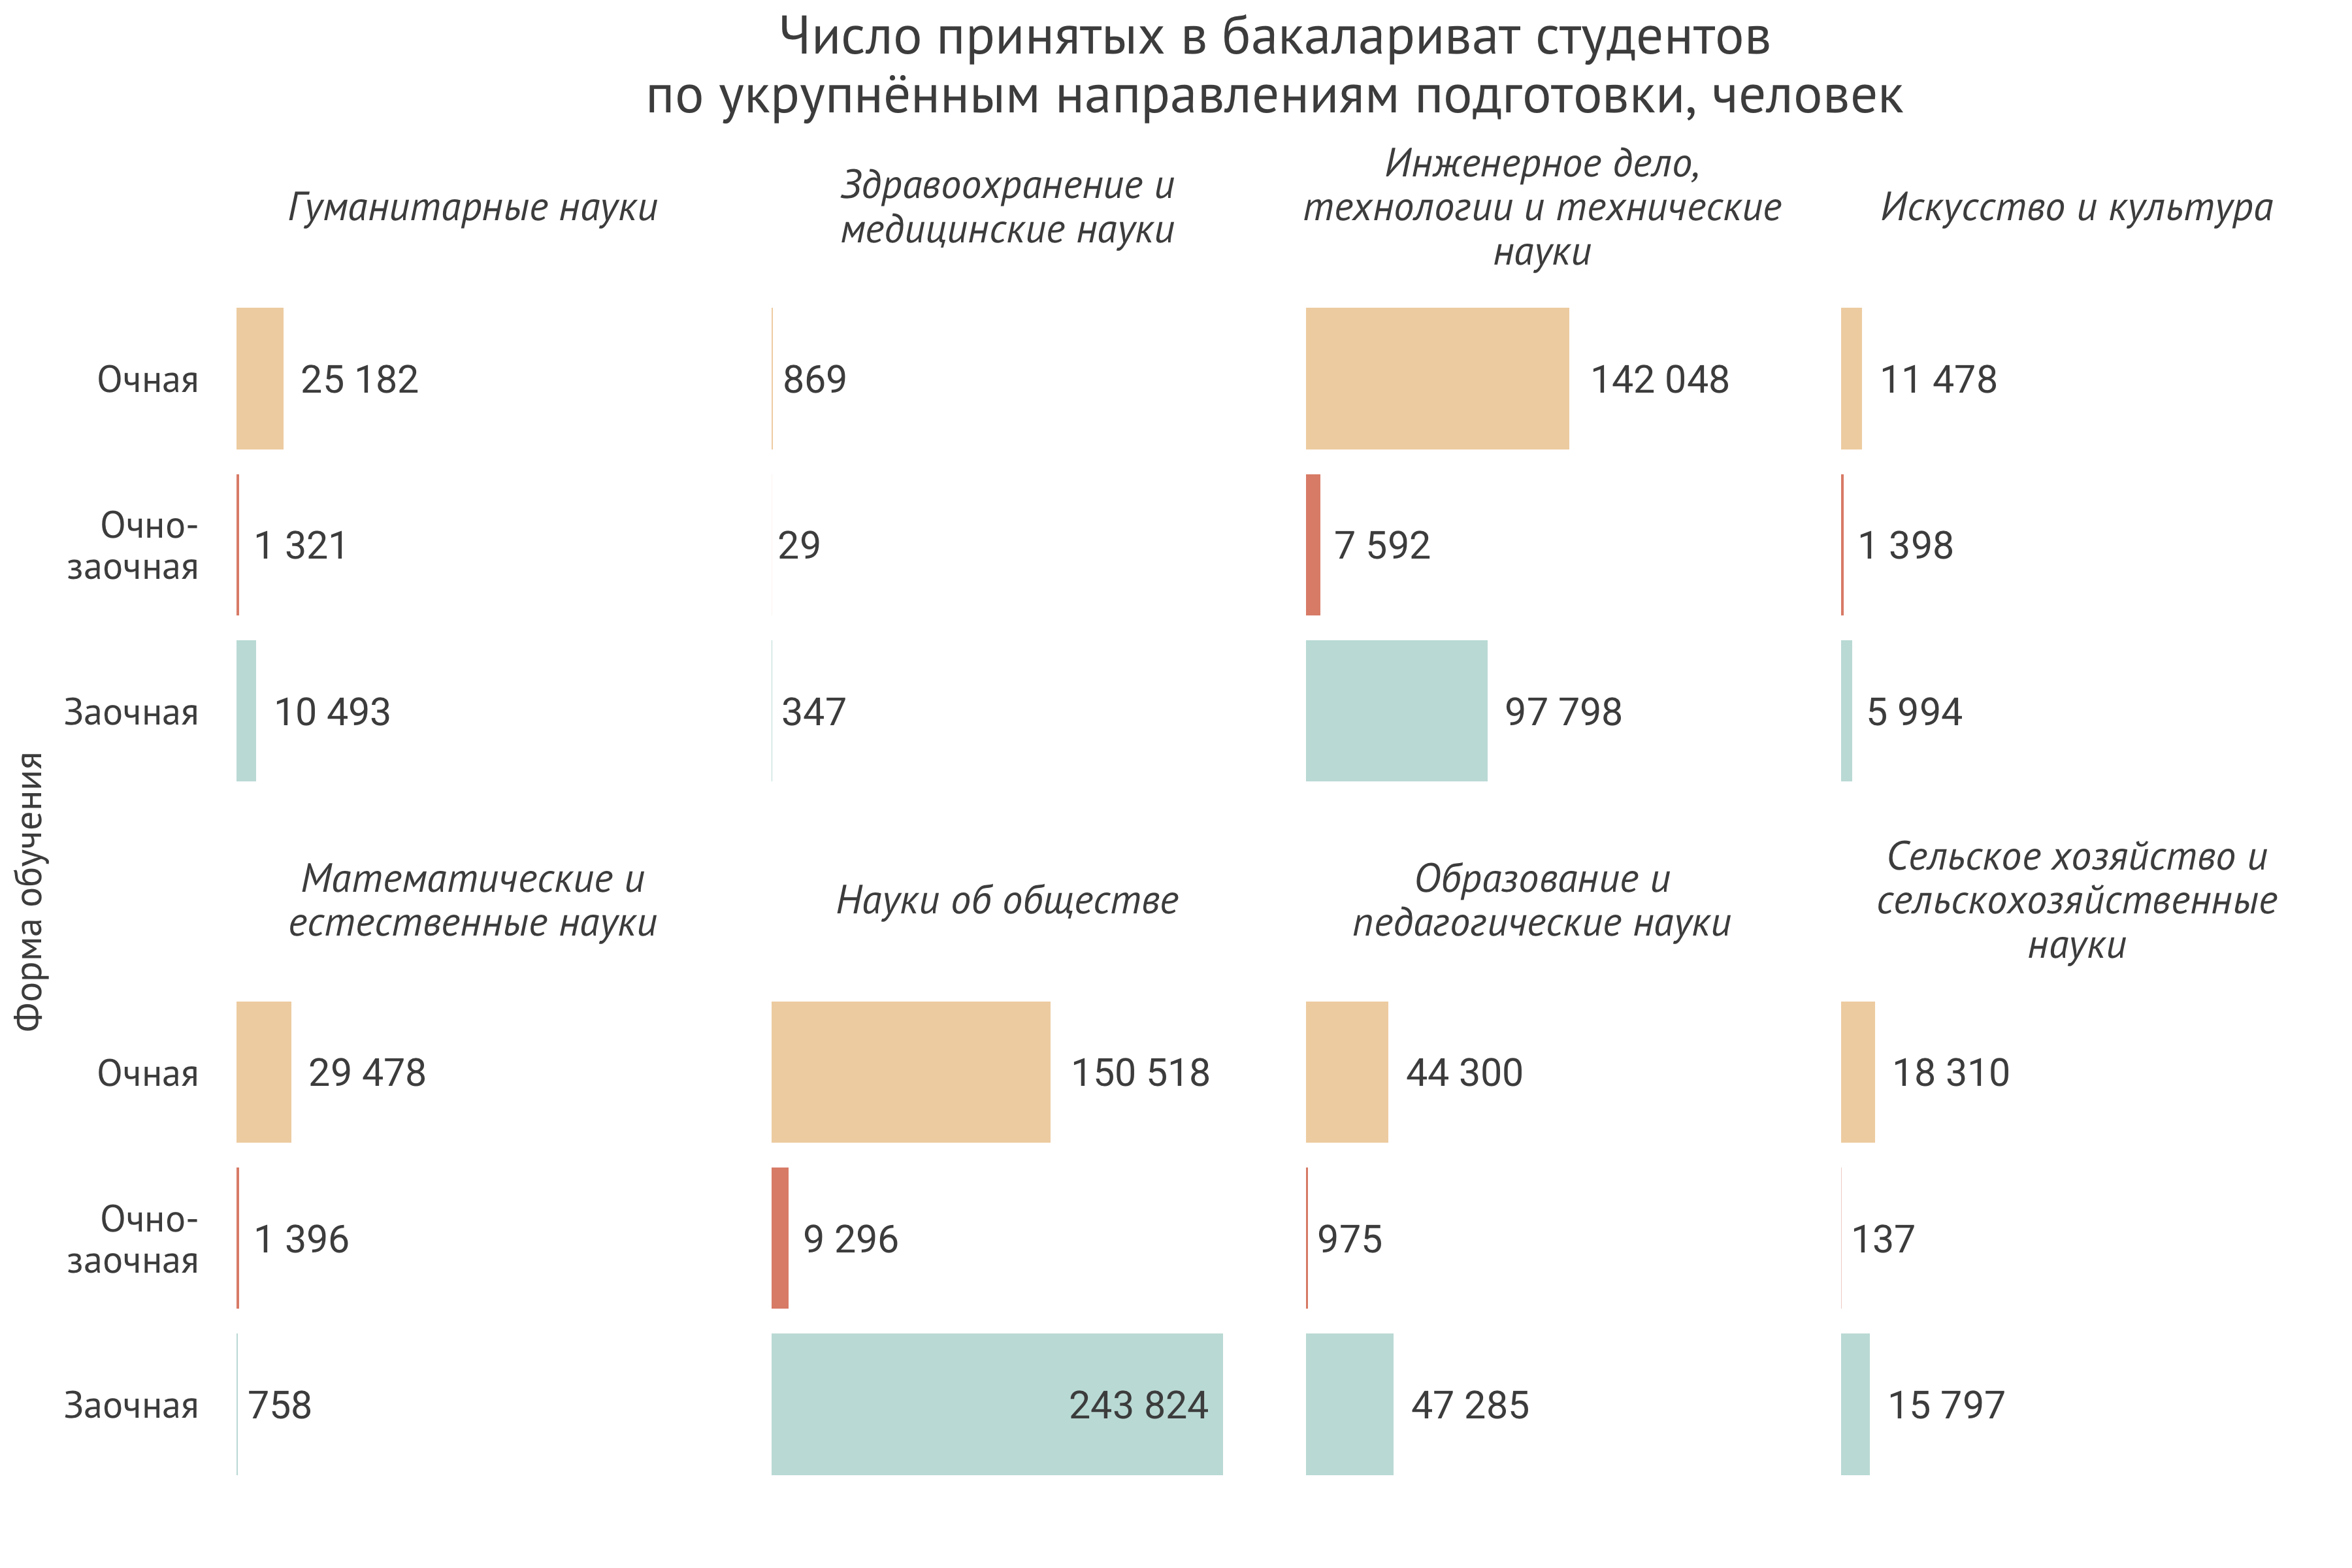 Число принятых в бакалариват студентов
по укрупнённым направлениям подготовки, человек
Гуманитарные науки
Здравоохранение и
медицинские науки
Инженерное дело,
технологии и технические
науки
Искусство и культура
Очная
25 182
869
142 048
11 478
Очно-
заочная
1 321
29
7 592
1 398
Заочная
10 493
347
97 798
5 994
Форма обучения
Математические и
естественные науки
Науки об обществе
Образование и
педагогические науки
Сельское хозяйство и
сельскохозяйственные
науки
Очная
29 478
150 518
44 300
18 310
Очно-
заочная
1 396
9 296
975
137
Заочная
758
243 824
47 285
15 797